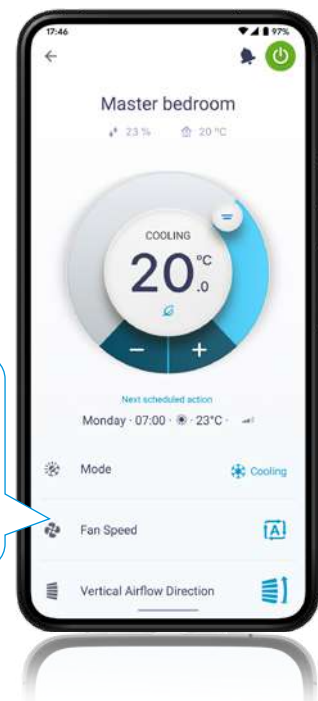 17:46 97%
Master bedroom
23 % 20 °C
COOLING
20.0 °C
− +
Next scheduled action
Monday · 07:00 · 23°C ·
Mode Cooling
Fan Speed A
Vertical Airflow Direction